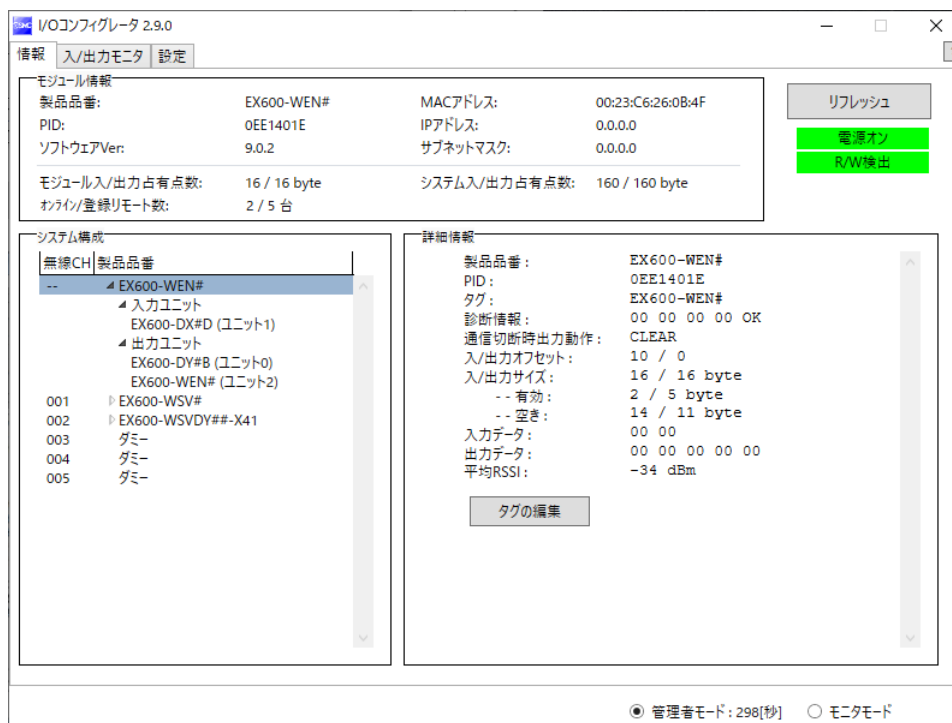 I/Oコンフィグレータ 2.9.0
情報 入/出力モニタ 設定
モジュール情報
製品品番: EX600-WEN# MACアドレス: 00:23:C6:26:0B:4F リフレッシュ
PID: 0EE1401E IPアドレス: 0.0.0.0 電源オン
ソフトウェアVer: 9.0.2 サブネットマスク: 0.0.0.0 R/W検出
モジュール入/出力占有点数: 16 / 16 byte システム入/出力占有点数: 160 / 160 byte
オンライン/登録リモート数: 2 / 5 台
システム構成
無線CH 製品品番
-- EX600-WEN#
入力ユニット
EX600-DX#D (ユニット1)
出力ユニット
EX600-DY#B (ユニット0)
EX600-WEN# (ユニット2)
001 EX600-WSV#
002 EX600-WSVDY##-X41
003 ダミー
004 ダミー
005 ダミー
詳細情報
製品品番: EX600-WEN#
PID: 0EE1401E
タグ: EX600-WEN#
診断情報: 00 00 00 00 OK
通信切断時出力動作: CLEAR
入/出力オフセット: 10 / 0
入/出力サイズ: 16 / 16 byte
--有効: 2 / 5 byte
--空き: 14 / 11 byte
入力データ: 00 00
出力データ: 00 00 00 00 00
平均RSSI: -34 dBm
タグの編集
管理者モード: 298[秒] モニタモード